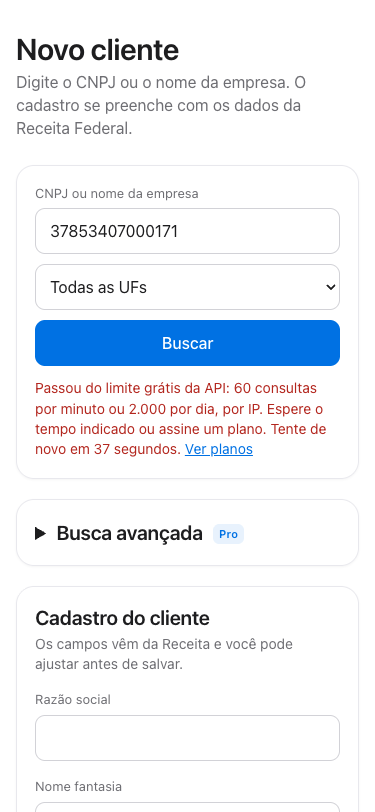 Novo cliente
Digite o CNPJ ou o nome da empresa. O
cadastro se preenche com os dados da
Receita Federal.
CNPJ ou nome da empresa
37853407000171
Todas as UFs
Buscar
Passou do limite grátis da API: 60 consultas
por minuto ou 2.000 por dia, por IP. Espere o
tempo indicado ou assine um plano. Tente de
novo em 37 segundos. Ver planos
Busca avançada Pro
Cadastro do cliente
Os campos vêm da Receita e você pode
ajustar antes de salvar.
Razão social
Nome fantasia